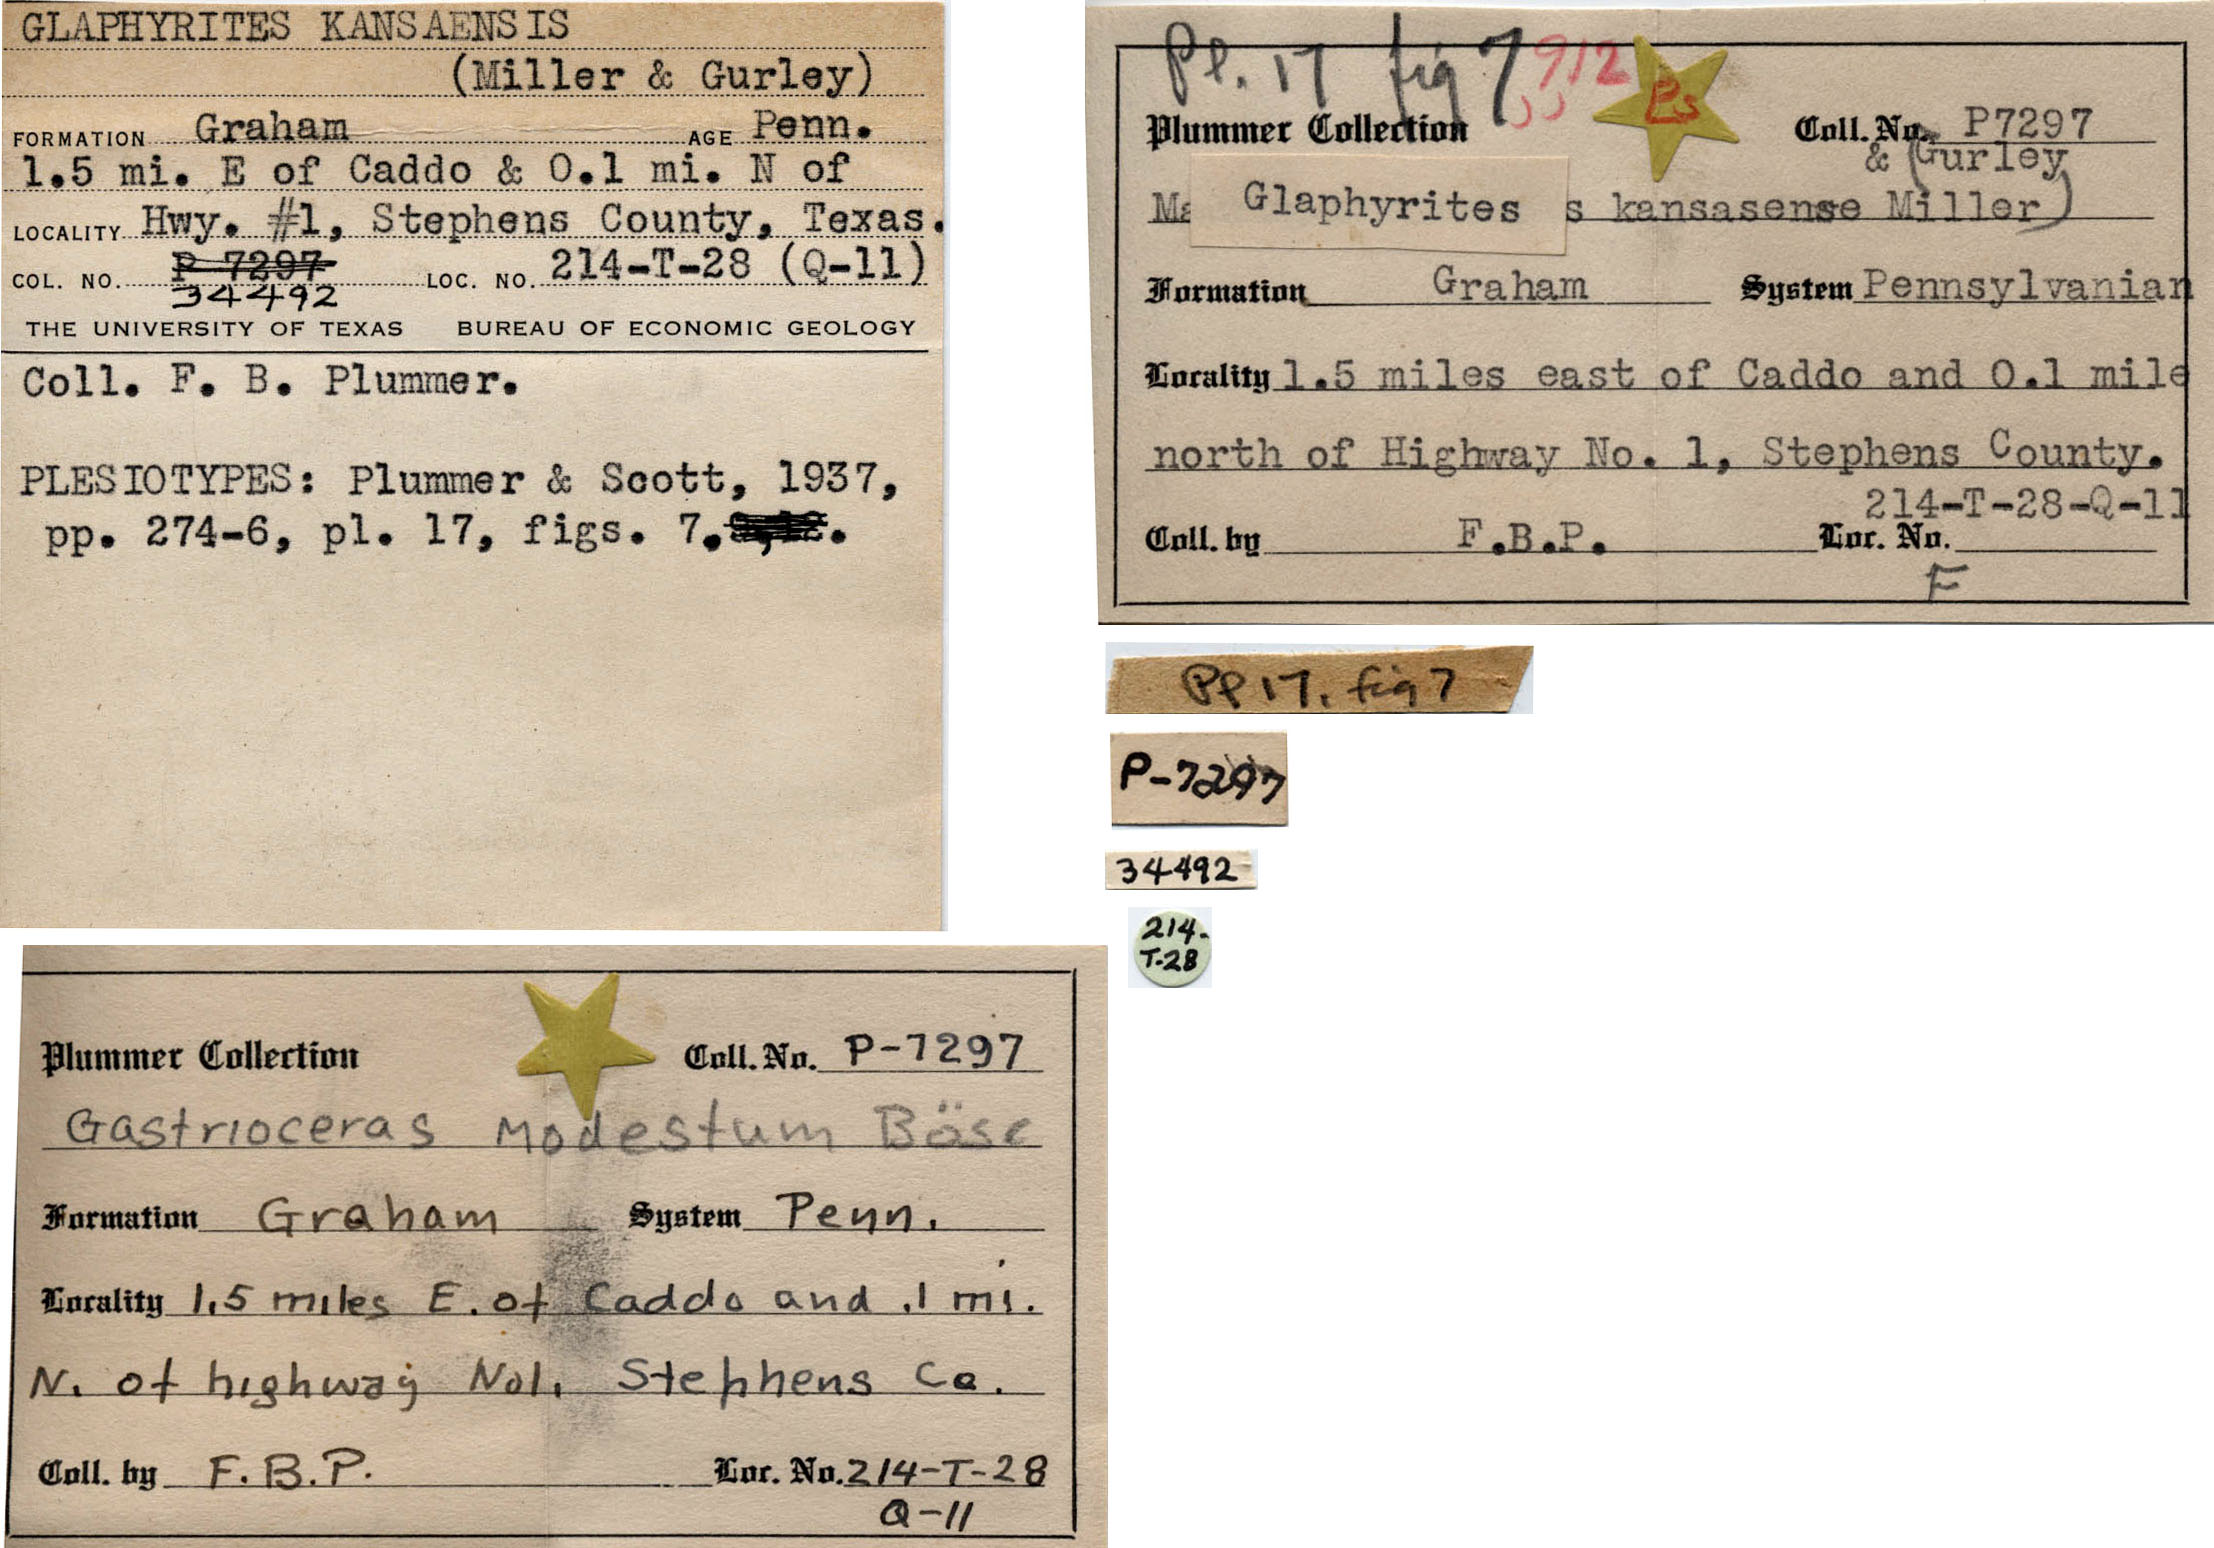 GLAPHYRITES KANSAENSIS
(Miller & Gurley)
FORMATION Graham AGE Penn.
1.5 mi. E of Caddo & 0.1 mi. N of
LOCALITY Hwy. #1, Stephens County, Texas.
COL. NO. P 7297 LOC. NO. 214-T-28 (Q-11)
34492
THE UNIVERSITY OF TEXAS BUREAU OF ECONOMIC GEOLOGY
Coll. F. B. Plummer.
PLESIOTYPES: Plummer & Scott, 1937,
pp. 274-6, pl. 17, figs. 7.
Pl. 17 fig 7 9,12
Ps
Plummer Collection Coll. No. P7297
& (Gurley
Ma Glaphyrites s kansasense Miller)
Formation Graham System Pennsylvanian
Locality 1.5 miles east of Caddo and 0.1 mile
north of Highway No. 1, Stephens County.
214-T-28-Q-11
Coll. by F.B.P. Loc. No.
F
Pl 17, fig 7
P-7297
34492
214-
T-28
Plummer Collection Coll. No. P-7297
Gastrioceras modestum Böse
Formation Graham System Penn.
Locality 1.5 miles E. of Caddo and .1 mi.
N. of highway No1. Stephens Co.
Coll. by F.B.P. Loc. No. 214-T-28
Q-11